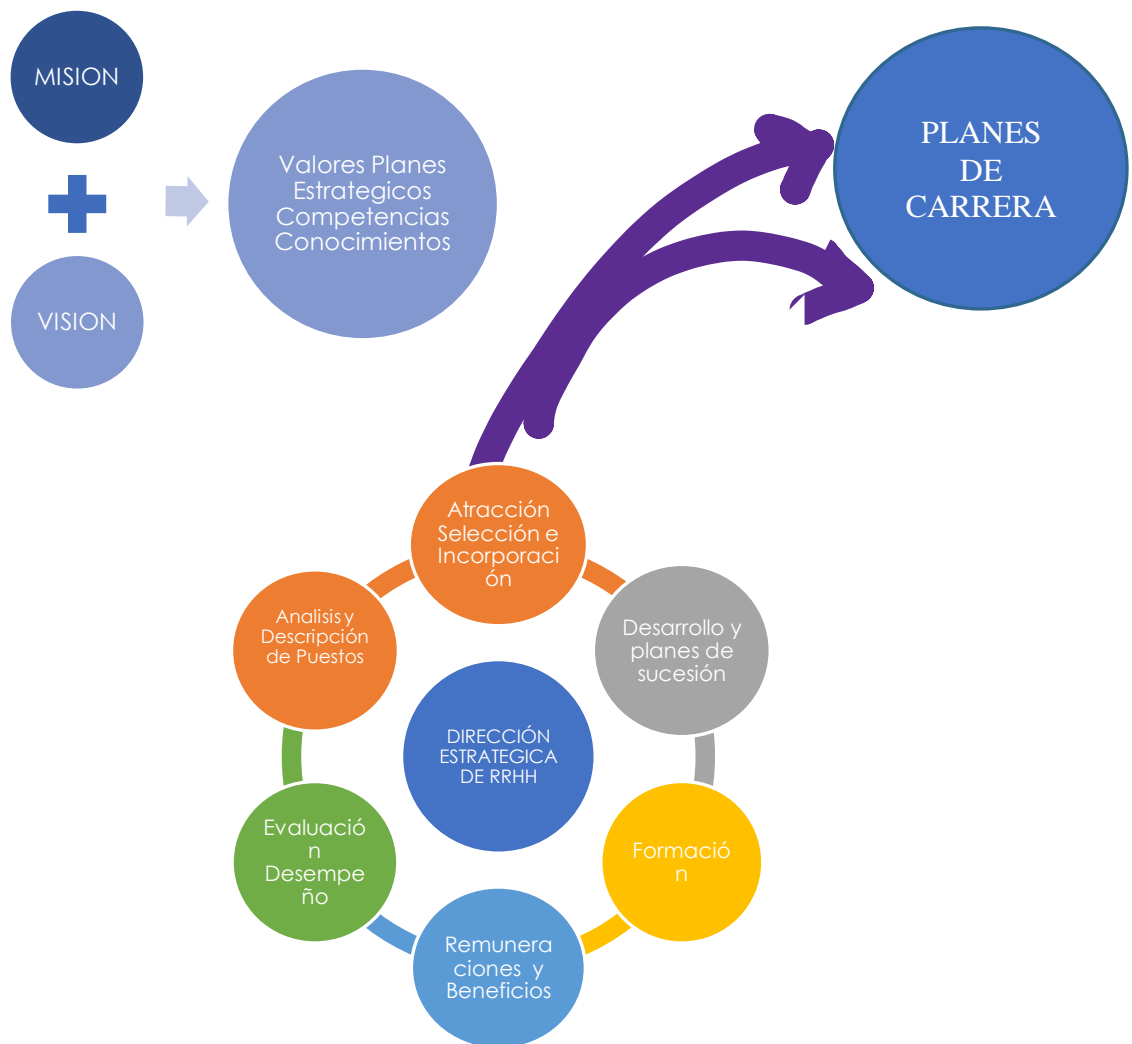 MISION
VISION
Valores Planes
Estrategicos
Competencias
Conocimientos
PLANES
DE
CARRERA
Atracción
Selección e
Incorporaci
ón
Analisis y
Descripción
de Puestos
Desarrollo y
planes de
sucesión
DIRECCIÓN
ESTRATEGICA
DE RRHH
Evaluació
n
Desempe
ño
Formació
n
Remunera
ciones y
Beneficios